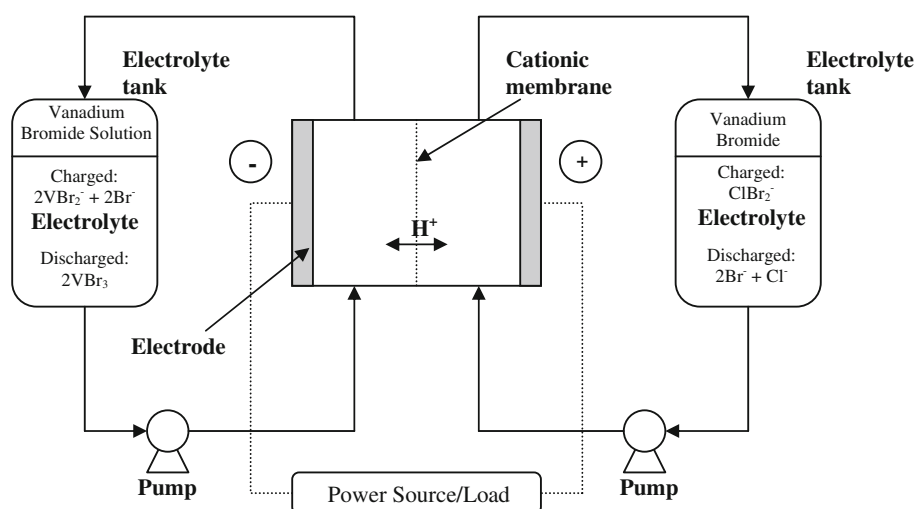 Electrolyte
tank
Vanadium
Bromide Solution
Charged:
2VBr₂⁻ + 2Br⁻
Electrolyte
Discharged:
2VBr₃
-
Cationic
membrane
H⁺
+
Electrolyte
tank
Vanadium
Bromide
Charged:
ClBr₂⁻
Electrolyte
Discharged:
2Br⁻ + Cl⁻
Electrode
Pump
Power Source/Load
Pump